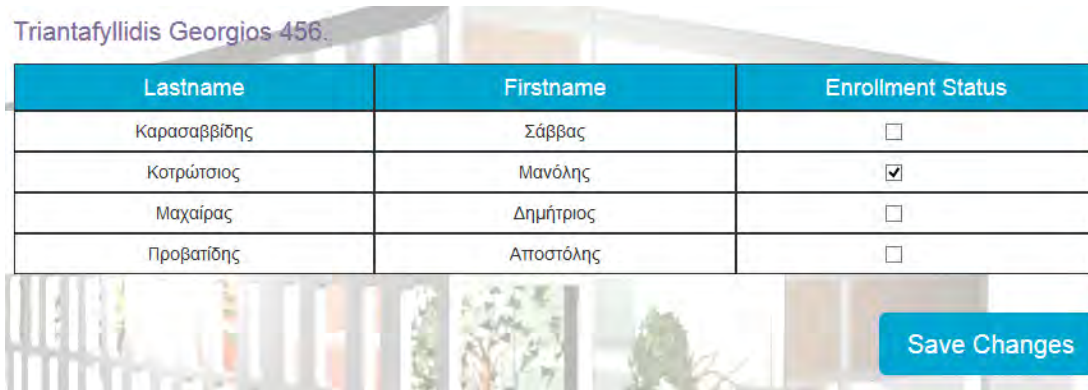 Triantafyllidis Georgios 456.
Lastname Firstname Enrollment Status
Καρασαββίδης Σάββας
Κοτρώτσιος Μανόλης
Μαχαίρας Δημήτριος
Προβατίδης Αποστόλης
Save Changes